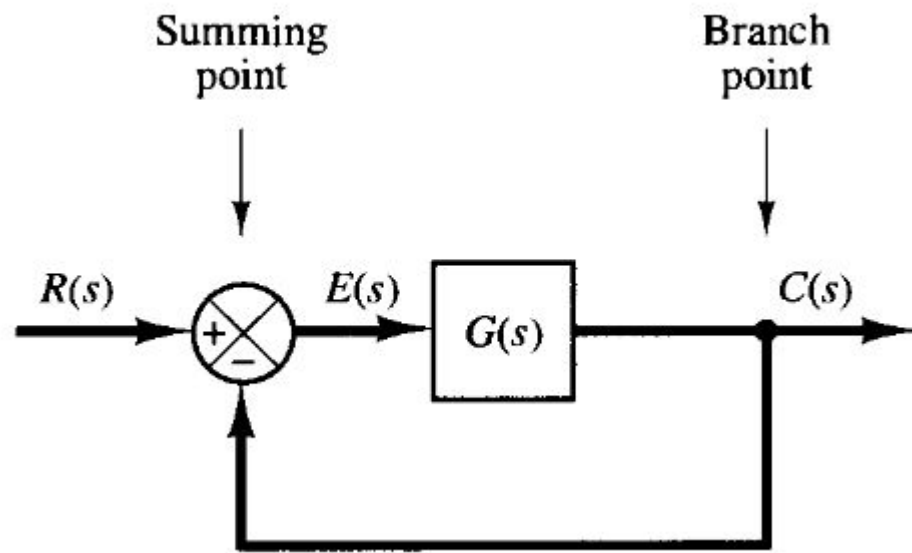 Summing
point
Branch
point
R(s)
E(s)
C(s)
+
G(s)
−